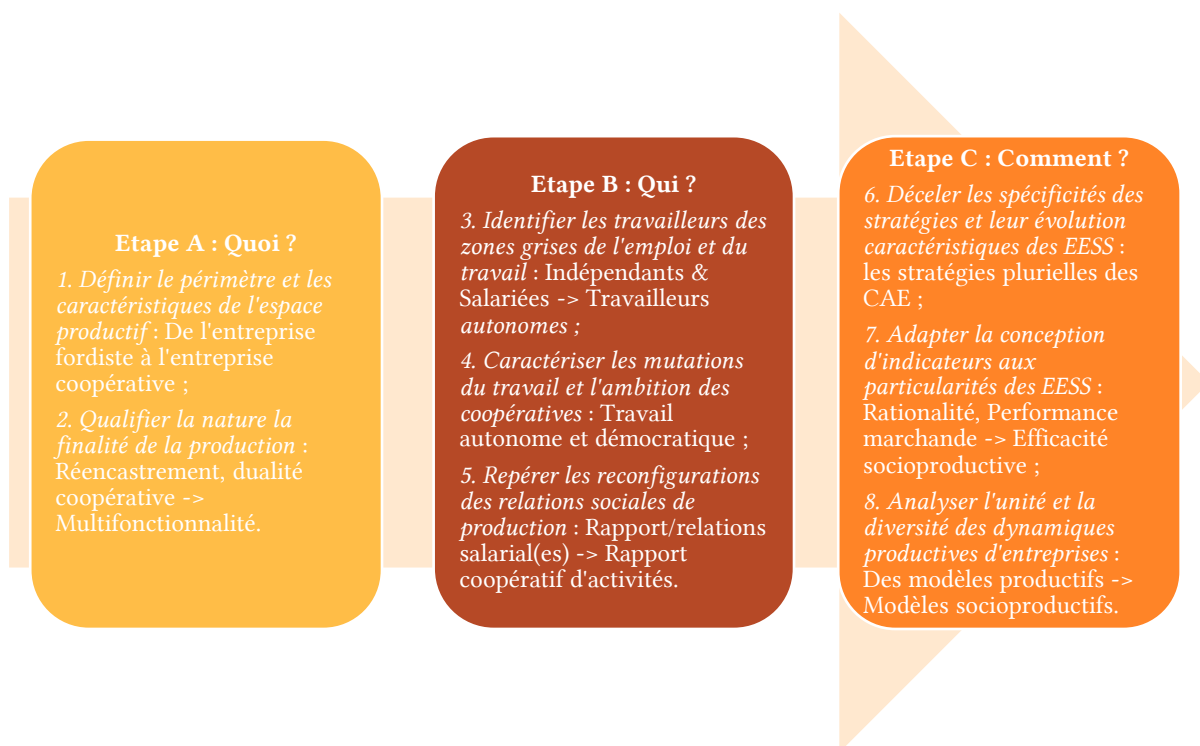 Etape A : Quoi ?
1. Définir le périmètre et les
caractéristiques de l'espace
productif : De l'entreprise
fordiste à l'entreprise
coopérative ;
2. Qualifier la nature la
finalité de la production :
Réencastrement, dualité
coopérative ->
Multifonctionnalité.
Etape B : Qui ?
3. Identifier les travailleurs des
zones grises de l'emploi et du
travail : Indépendants &
Salariées -> Travailleurs
autonomes ;
4. Caractériser les mutations
du travail et l'ambition des
coopératives : Travail
autonome et démocratique ;
5. Repérer les reconfigurations
des relations sociales de
production : Rapport/relations
salarial(es) -> Rapport
coopératif d'activités.
Etape C : Comment ?
6. Déceler les spécificités des
stratégies et leur évolution
caractéristiques des EESS :
les stratégies plurielles des
CAE ;
7. Adapter la conception
d'indicateurs aux
particularités des EESS :
Rationalité, Performance
marchande -> Efficacité
socioproductive ;
8. Analyser l'unité et la
diversité des dynamiques
productives d'entreprises :
Des modèles productifs ->
Modèles socioproductifs.